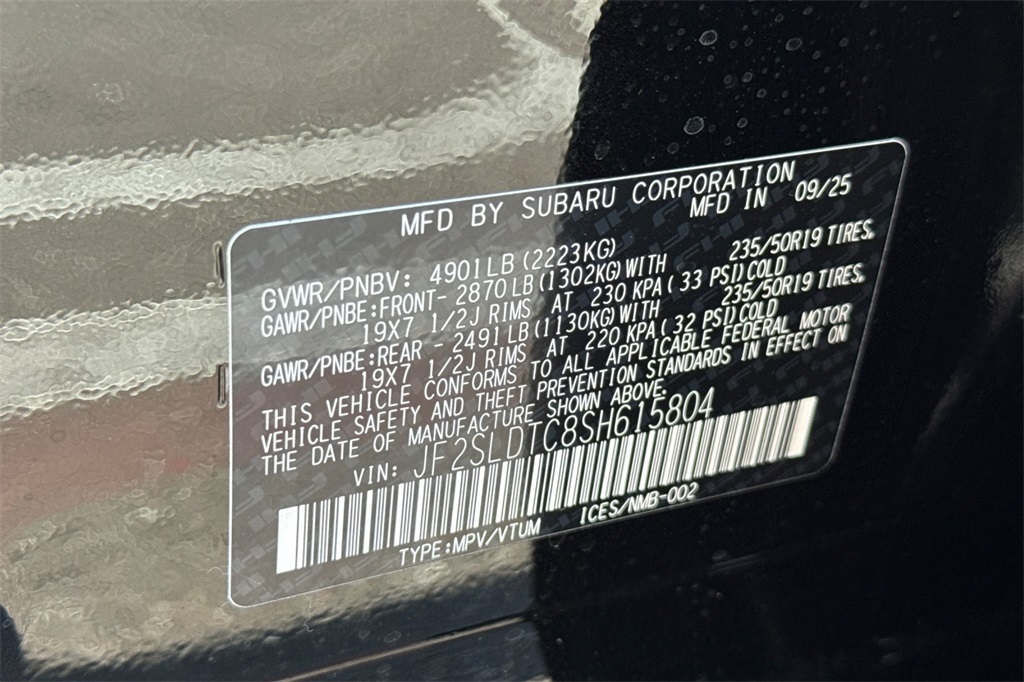 MFD BY SUBARU CORPORATION
MFD IN 09/25
GVWR/PNBV: 4901LB(2223KG)
GAWR/PNBE:FRONT- 2870LB(1302KG)WITH 235/50R19 TIRES,
19X7 1/2J RIMS AT 230 KPA(33 PSI)COLD
GAWR/PNBE:REAR - 2491LB(1130KG)WITH 235/50R19 TIRES,
19X7 1/2J RIMS AT 220 KPA(32 PSI)COLD
THIS VEHICLE CONFORMS TO ALL APPLICABLE FEDERAL MOTOR
VEHICLE SAFETY AND THEFT PREVENTION STANDARDS IN EFFECT ON
THE DATE OF MANUFACTURE SHOWN ABOVE.
VIN: JF2SLDTC8SH615804
TYPE:MPV/VTUM ICES/NMB-002